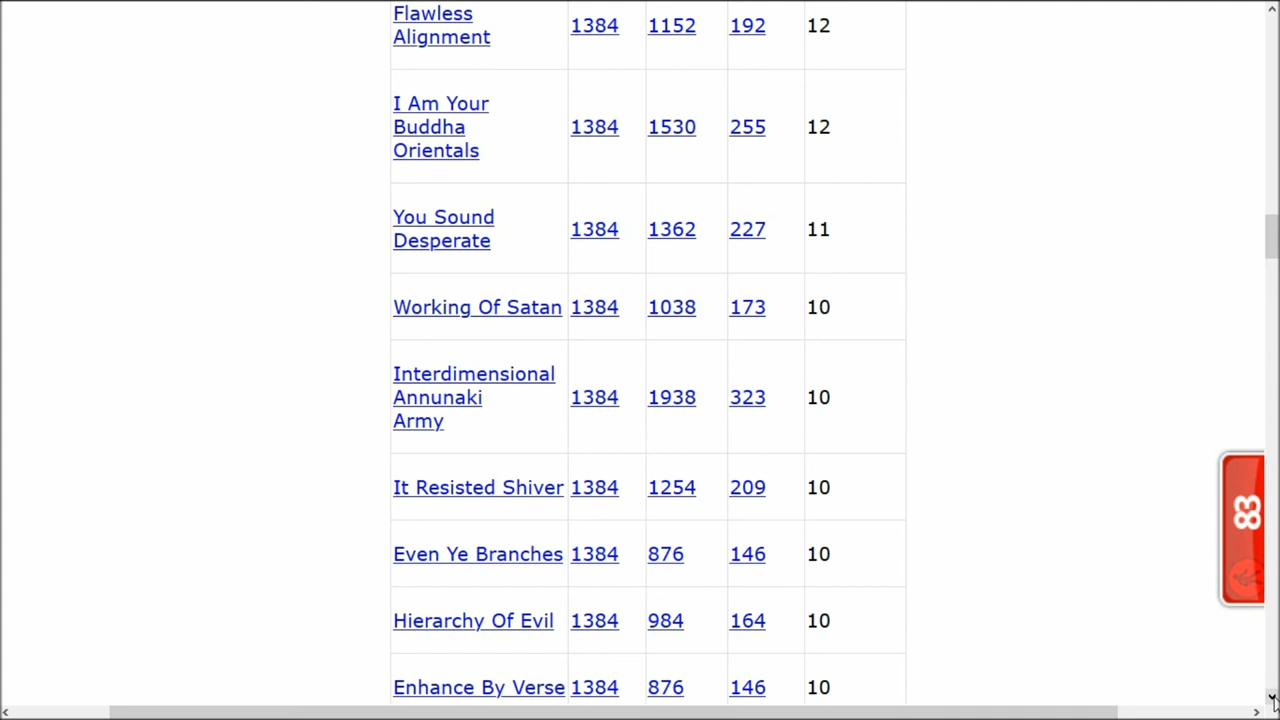 Flawless
Alignment 1384 1152 192 12
I Am Your
Buddha
Orientals 1384 1530 255 12
You Sound
Desperate 1384 1362 227 11
Working Of Satan 1384 1038 173 10
Interdimensional
Annunaki
Army 1384 1938 323 10
It Resisted Shiver 1384 1254 209 10
Even Ye Branches 1384 876 146 10
Hierarchy Of Evil 1384 984 164 10
Enhance By Verse 1384 876 146 10
83